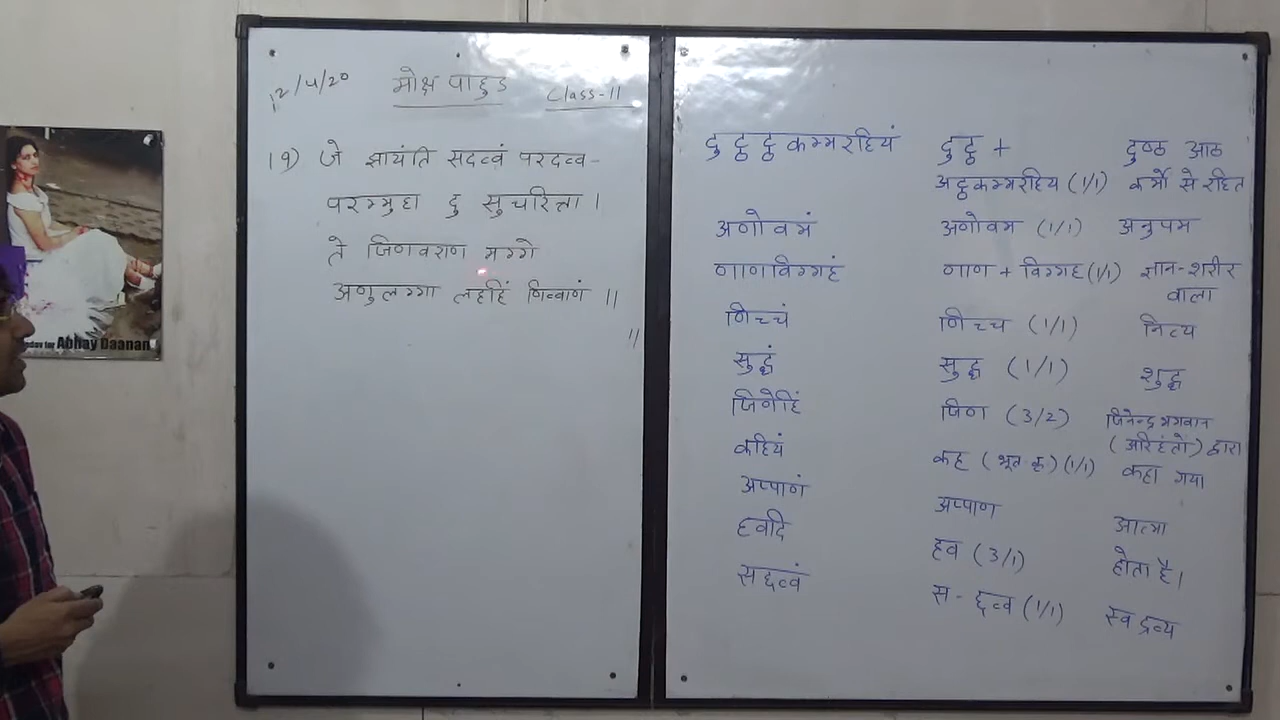 12/4/20 मोक्ष पाहुड Class-11
19) जे झायंति सदव्वं परदव्व-
परम्मुहा दु सुचरित्ता ।
ते जिणवराण मग्गे
अणुलग्गा लहहिं णिव्वाणं ॥
॥
दुट्ठट्ठकम्मरहियं दुट्ठ + दुष्ठ आठ
अट्ठकम्मरहिय (1/1) कर्मो से रहित
अणोवमं अणोवम (1/1) अनुपम
णाणविग्गहं णाण + विग्गह (1/1) ज्ञान-शरीर
वाला
णिच्चं णिच्च (1/1) नित्य
सुद्धं सुद्ध (1/1) शुद्ध
जिणेहिं जिण (3/2) जिनेन्द्र भगवान
(अरिहंतो) द्वारा
कहियं कह (भूत-कृ) (1/1) कहा गया
अप्पाणं अप्पाण आत्मा
हवदि हव (3/1) होता है।
सद्दव्वं स-द्दव्व (1/1) स्व द्रव्य
Abhay Daanan